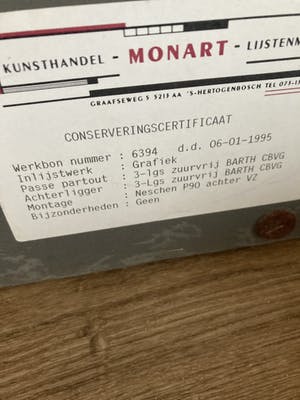 KUNSTHANDEL - MONART - LIJSTENM
GRAAFSEWEG 5 5213 AA 'S-HERTOGENBOSCH TEL 073-13
CONSERVERINGSCERTIFICAAT
Werkbon nummer : 6394 d.d. 06-01-1995
Inlijstwerk : Grafiek
Passe partout : 3-lgs zuurvrij BARTH CBVG
Achterligger : 3-Lgs zuurvrij BARTH CBVG
Montage : Neschen P90 achter VZ
Bijzonderheden : Geen